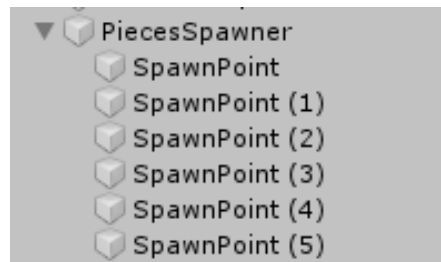 PiecesSpawner
SpawnPoint
SpawnPoint (1)
SpawnPoint (2)
SpawnPoint (3)
SpawnPoint (4)
SpawnPoint (5)